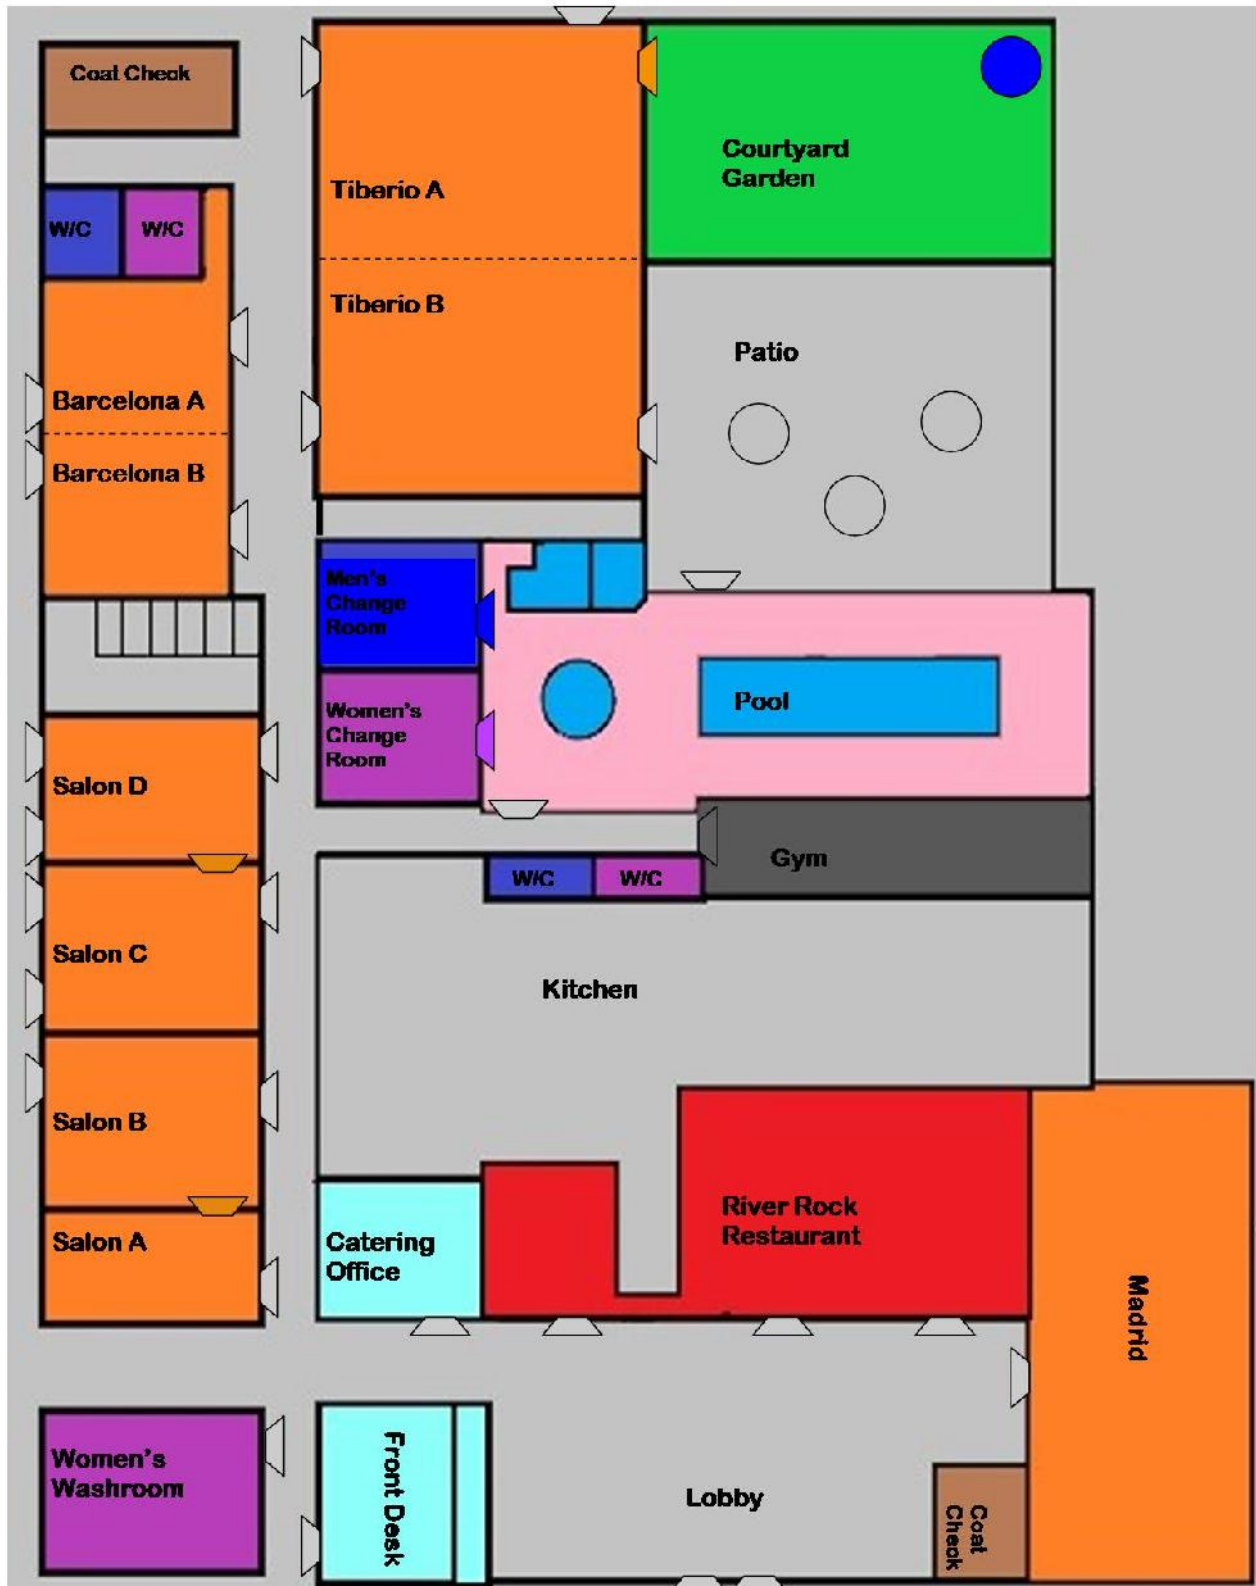 Coat Check
Courtyard
Garden
Tiberio A
W/C
W/C
Tiberio B
Patio
Barcelona A
Barcelona B
Men's
Change
Room
Women's
Change
Room
Pool
Salon D
Gym
W/C
W/C
Salon C
Kitchen
Salon B
River Rock
Restaurant
Salon A
Catering
Office
Madrid
Women's
Washroom
Front Desk
Lobby
Coat
Check